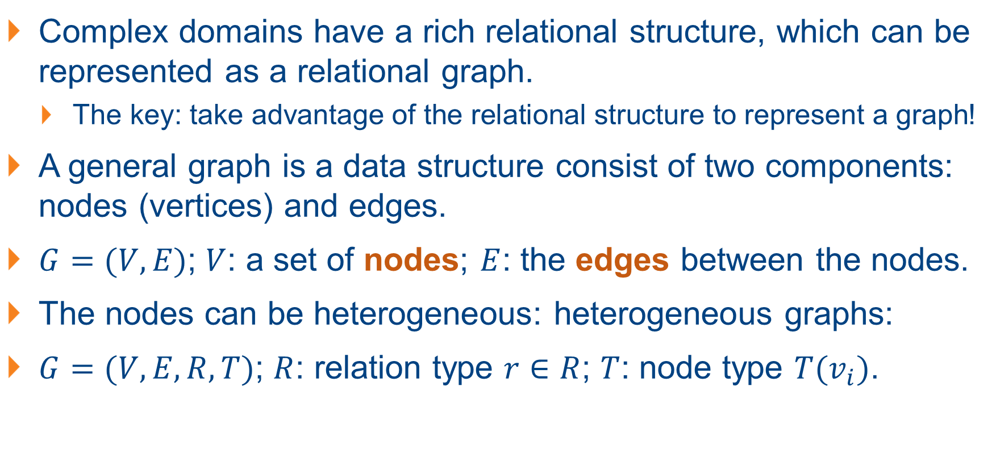 Complex domains have a rich relational structure, which can be
represented as a relational graph.
The key: take advantage of the relational structure to represent a graph!
A general graph is a data structure consist of two components:
nodes (vertices) and edges.
G = (V, E); V: a set of nodes; E: the edges between the nodes.
The nodes can be heterogeneous: heterogeneous graphs:
G = (V, E, R, T); R: relation type r ∈ R; T: node type T(vᵢ).